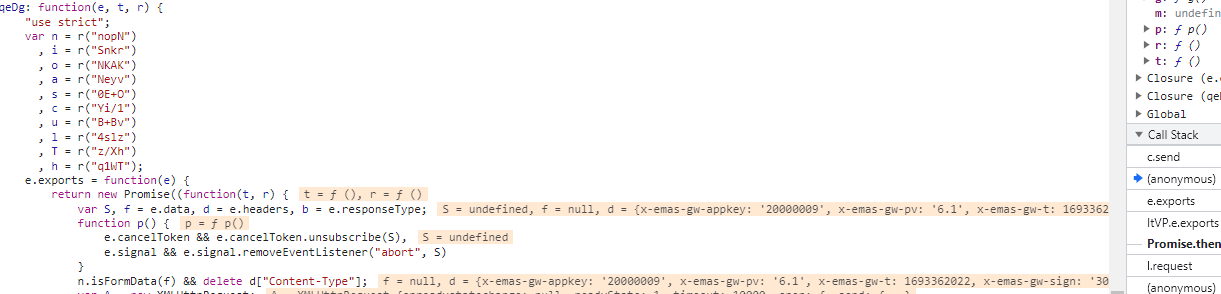 qeDg: function(e, t, r) {
"use strict";
var n = r("nopN")
, i = r("Snkr")
, o = r("NKAK")
, a = r("Neyv")
, s = r("0E+O")
, c = r("Yi/1")
, u = r("B+Bv")
, l = r("4slz")
, T = r("z/Xh")
, h = r("q1WT");
e.exports = function(e) {
return new Promise((function(t, r) { t = ƒ (), r = ƒ ()
var S, f = e.data, d = e.headers, b = e.responseType; S = undefined, f = null, d = {x-emas-gw-appkey: '20000009', x-emas-gw-pv: '6.1', x-emas-gw-t: 1693362
function p() { p = ƒ p()
e.cancelToken && e.cancelToken.unsubscribe(S), S = undefined
e.signal && e.signal.removeEventListener("abort", S)
}
n.isFormData(f) && delete d["Content-Type"]; f = null, d = {x-emas-gw-appkey: '20000009', x-emas-gw-pv: '6.1', x-emas-gw-t: 1693362022, x-emas-gw-sign: '30
m: undefin
p: ƒ p()
r: ƒ ()
t: ƒ ()
Closure (e.e
Closure (qe
Global
Call Stack
c.send
(anonymous)
e.exports
ltVP.e.exports
Promise.then
l.request
(anonymous)